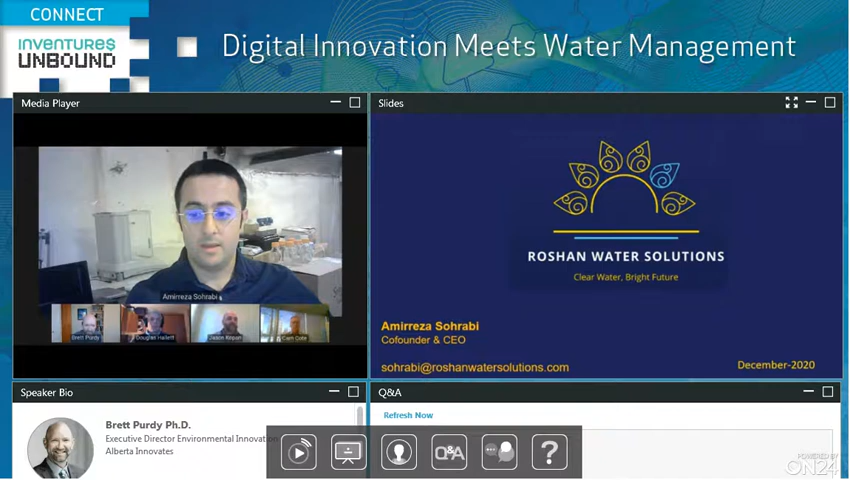 CONNECT
INVENTURES
UNBOUND
Digital Innovation Meets Water Management
Media Player
Slides
Amirreza Sohrabi
Brett Purdy
Douglas Hallett
Cam Cote
ROSHAN WATER SOLUTIONS
Clear Water, Bright Future
Amirreza Sohrabi
Cofounder & CEO
sohrabi@roshanwatersolutions.com
December-2020
Speaker Bio
Q&A
Refresh Now
Brett Purdy Ph.D.
Executive Director Environmental Innovation
Alberta Innovates
Q&A
?
POWERED BY
ON24